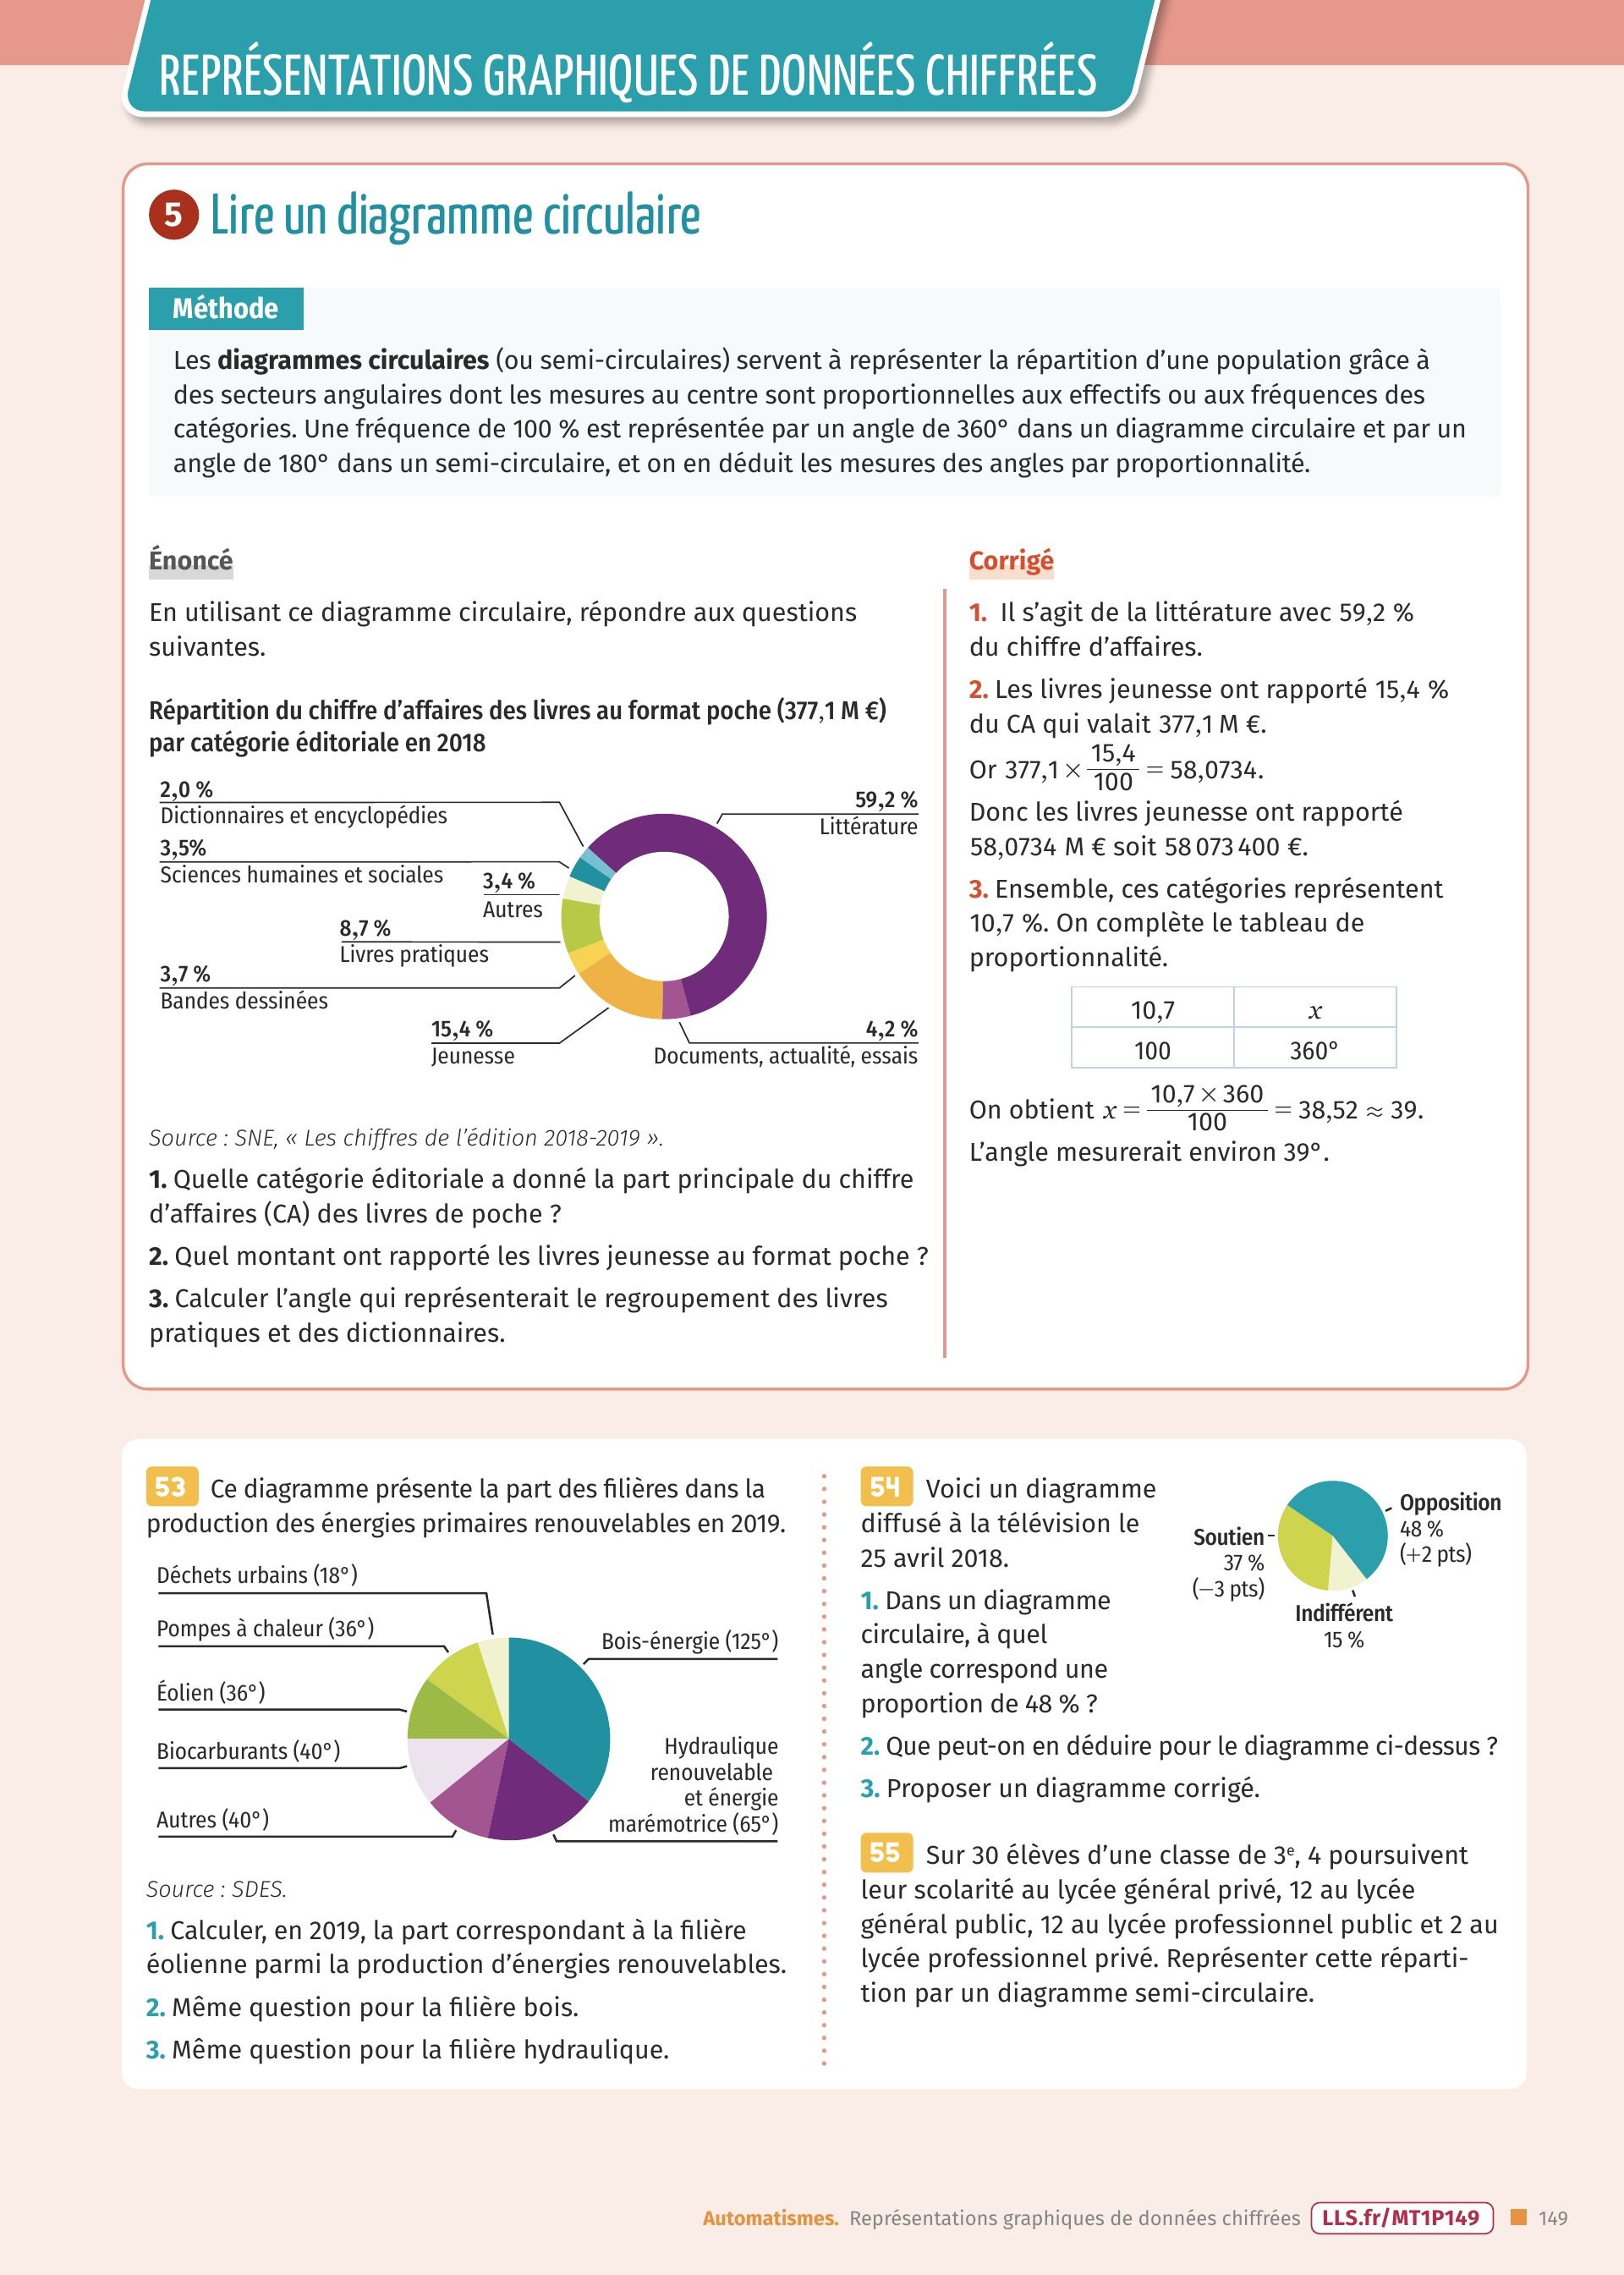 REPRÉSENTATIONS GRAPHIQUES DE DONNÉES CHIFFRÉES
5 Lire un diagramme circulaire
Méthode
Les diagrammes circulaires (ou semi-circulaires) servent à représenter la répartition d’une population grâce à
des secteurs angulaires dont les mesures au centre sont proportionnelles aux effectifs ou aux fréquences des
catégories. Une fréquence de 100 % est représentée par un angle de 360° dans un diagramme circulaire et par un
angle de 180° dans un semi-circulaire, et on en déduit les mesures des angles par proportionnalité.
Énoncé
En utilisant ce diagramme circulaire, répondre aux questions
suivantes.
Répartition du chiffre d’affaires des livres au format poche (377,1 M €)
par catégorie éditoriale en 2018
2,0 %
Dictionnaires et encyclopédies
3,5%
Sciences humaines et sociales
3,4 %
Autres
8,7 %
Livres pratiques
3,7 %
Bandes dessinées
15,4 %
Jeunesse
59,2 %
Littérature
4,2 %
Documents, actualité, essais
Source : SNE, « Les chiffres de l’édition 2018-2019 ».
1. Quelle catégorie éditoriale a donné la part principale du chiffre
d’affaires (CA) des livres de poche ?
2. Quel montant ont rapporté les livres jeunesse au format poche ?
3. Calculer l’angle qui représenterait le regroupement des livres
pratiques et des dictionnaires.
Corrigé
1. Il s’agit de la littérature avec 59,2 %
du chiffre d’affaires.
2. Les livres jeunesse ont rapporté 15,4 %
du CA qui valait 377,1 M €.
Or 377,1 × 15,4/100 = 58,0734.
Donc les livres jeunesse ont rapporté
58,0734 M € soit 58 073 400 €.
3. Ensemble, ces catégories représentent
10,7 %. On complète le tableau de
proportionnalité.
10,7 x
100 360°
On obtient x = 10,7 × 360/100 = 38,52 ≈ 39.
L’angle mesurerait environ 39°.
53 Ce diagramme présente la part des filières dans la
production des énergies primaires renouvelables en 2019.
Déchets urbains (18°)
Pompes à chaleur (36°)
Éolien (36°)
Biocarburants (40°)
Autres (40°)
Bois-énergie (125°)
Hydraulique
renouvelable
et énergie
marémotrice (65°)
Source : SDES.
1. Calculer, en 2019, la part correspondant à la filière
éolienne parmi la production d’énergies renouvelables.
2. Même question pour la filière bois.
3. Même question pour la filière hydraulique.
54 Voici un diagramme
diffusé à la télévision le
25 avril 2018.
1. Dans un diagramme
circulaire, à quel
angle correspond une
proportion de 48 % ?
Soutien
37 %
(−3 pts)
Opposition
48 %
(+2 pts)
Indifférent
15 %
2. Que peut-on en déduire pour le diagramme ci-dessus ?
3. Proposer un diagramme corrigé.
55 Sur 30 élèves d’une classe de 3e, 4 poursuivent
leur scolarité au lycée général privé, 12 au lycée
général public, 12 au lycée professionnel public et 2 au
lycée professionnel privé. Représenter cette réparti-
tion par un diagramme semi-circulaire.
Automatismes. Représentations graphiques de données chiffrées LLS.fr/MT1P149 149